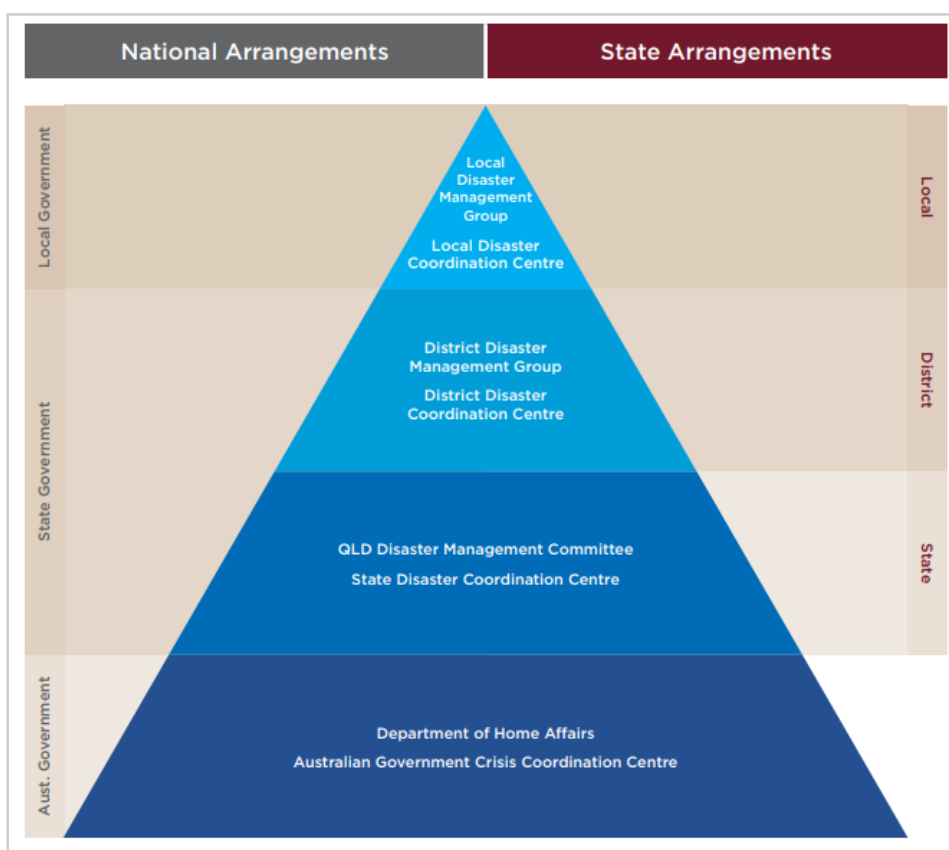 National Arrangements
State Arrangements
Local Government
Local
Disaster
Management
Group
Local Disaster
Coordination Centre
Local
State Government
District Disaster
Management Group
District Disaster
Coordination Centre
District
QLD Disaster Management Committee
State Disaster Coordination Centre
State
Aust. Government
Department of Home Affairs
Australian Government Crisis Coordination Centre